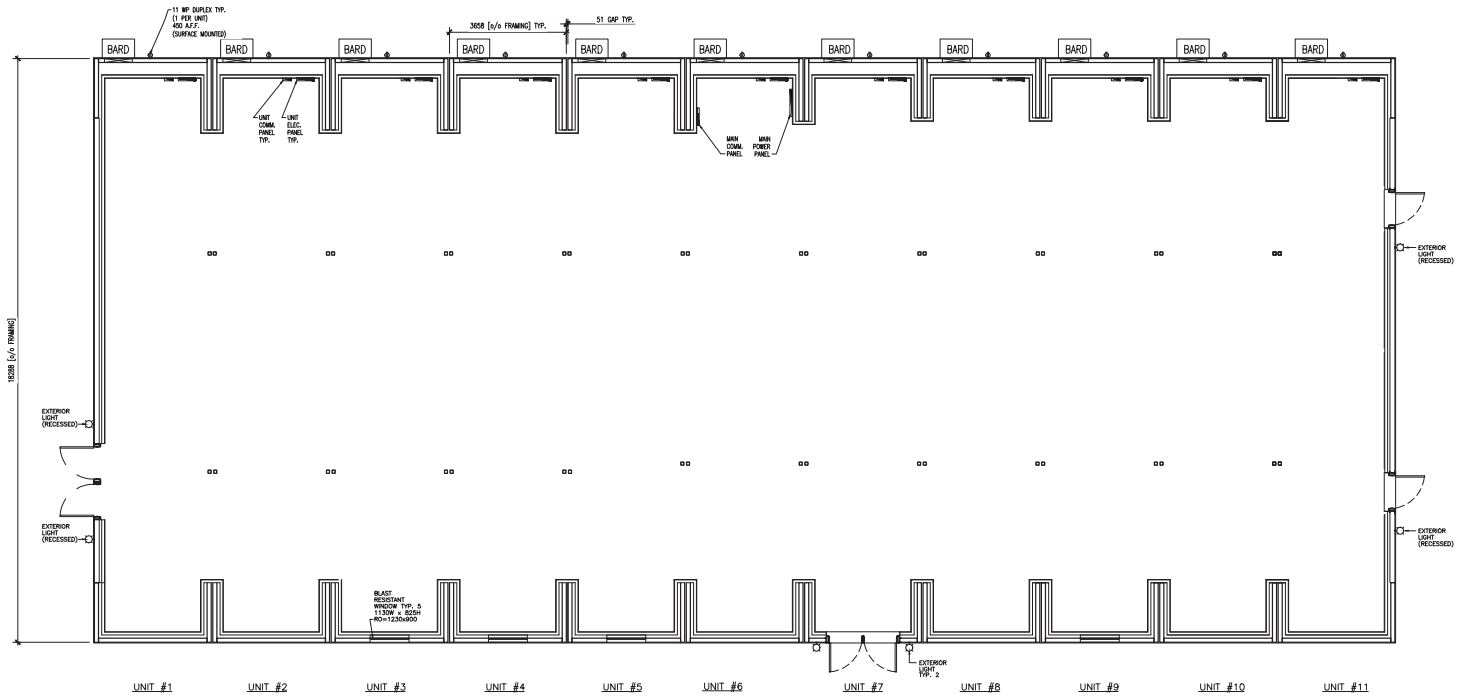 11 WP DUPLEX TYP.
(1 PER UNIT)
450 A.F.F.
(SURFACE MOUNTED)
3658 [o/o FRAMING] TYP.
51 GAP TYP.
BARD
BARD
BARD
BARD
BARD
BARD
BARD
BARD
BARD
BARD
BARD
UNIT
COMM.
PANEL
TYP.
UNIT
ELEC.
PANEL
TYP.
MAIN
COMM.
PANEL
MAIN
POWER
PANEL
18288 [o/o FRAMING]
EXTERIOR
LIGHT
(RECESSED)
EXTERIOR
LIGHT
(RECESSED)
EXTERIOR
LIGHT
(RECESSED)
EXTERIOR
LIGHT
(RECESSED)
BLAST
RESISTANT
WINDOW TYP. 5
1130W x 825H
RO=1230x900
EXTERIOR
LIGHT
TYP. 2
UNIT #1
UNIT #2
UNIT #3
UNIT #4
UNIT #5
UNIT #6
UNIT #7
UNIT #8
UNIT #9
UNIT #10
UNIT #11